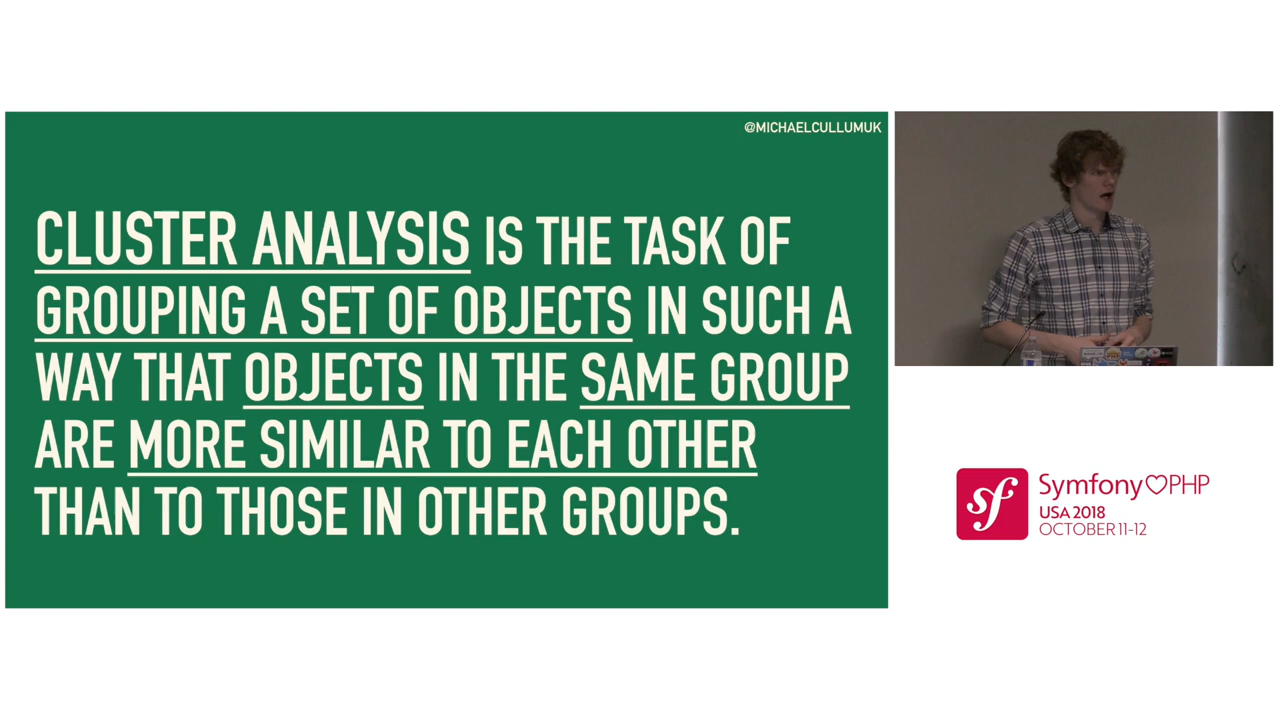 @MICHAELCULLUMUK
CLUSTER ANALYSIS IS THE TASK OF
GROUPING A SET OF OBJECTS IN SUCH A
WAY THAT OBJECTS IN THE SAME GROUP
ARE MORE SIMILAR TO EACH OTHER
THAN TO THOSE IN OTHER GROUPS.
sf
Symfony♡PHP
USA 2018
OCTOBER 11-12